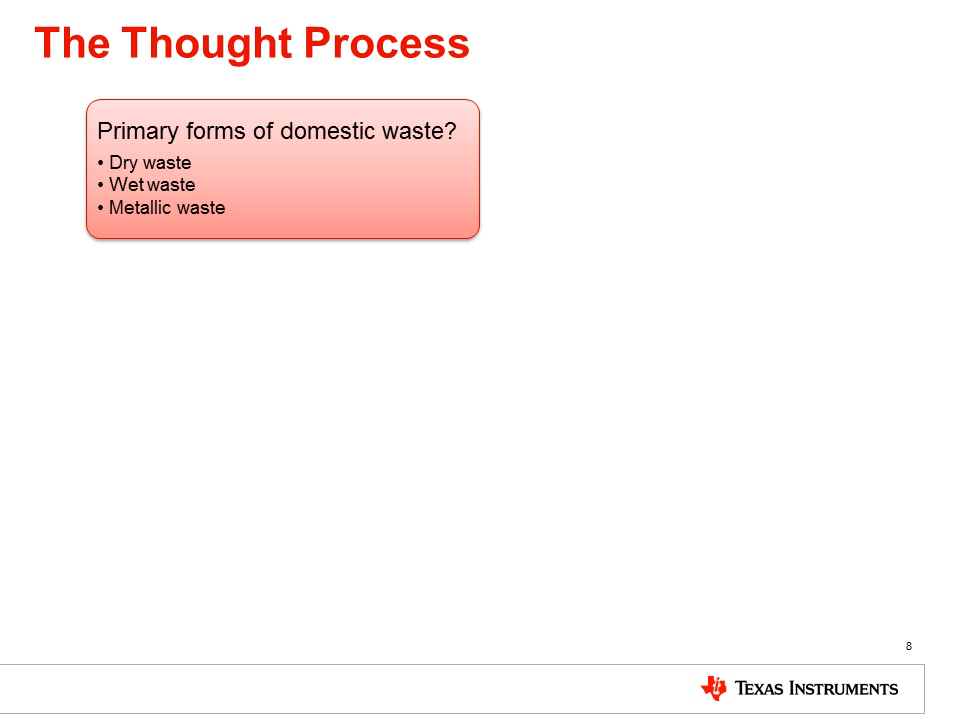 The Thought Process
Primary forms of domestic waste?
• Dry waste
• Wet waste
• Metallic waste
8
TEXAS INSTRUMENTS